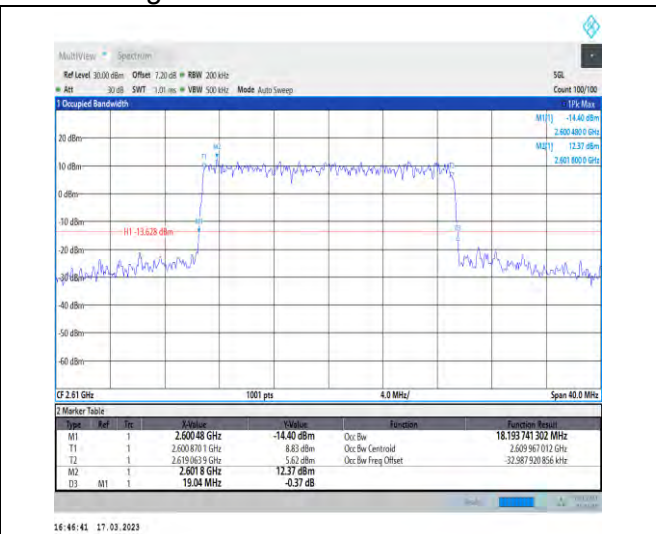 MultiView Spectrum
Ref Level 30.00 dBm Offset 7.20 dB RBW 200 kHz SGL
Att 30 dB SWT 1.01 ms VBW 500 kHz Mode Auto Sweep Count 100/100
1 Occupied Bandwidth 1Pk Max
M1[1] -14.40 dBm
2.600 480 0 GHz
M2[1] 12.37 dBm
2.601 800 0 GHz
20 dBm
M2
T1
10 dBm
0 dBm
-10 dBm
H1 -13.628 dBm
-20 dBm
-30 dBm
-40 dBm
-50 dBm
-60 dBm
CF 2.61 GHz 1001 pts 4.0 MHz/ Span 40.0 MHz
2 Marker Table
Type Ref Trc X-Value Y-Value Function Function Result
M1 1 2.600 48 GHz -14.40 dBm Occ Bw 18.193 741 302 MHz
T1 1 2.600 870 1 GHz 8.83 dBm Occ Bw Centroid 2.609 967 012 GHz
T2 1 2.619 063 9 GHz 5.62 dBm Occ Bw Freq Offset -32.987 920 856 kHz
M2 1 2.601 8 GHz 12.37 dBm
D3 M1 1 19.04 MHz -0.37 dB
16:46:41 17.03.2023